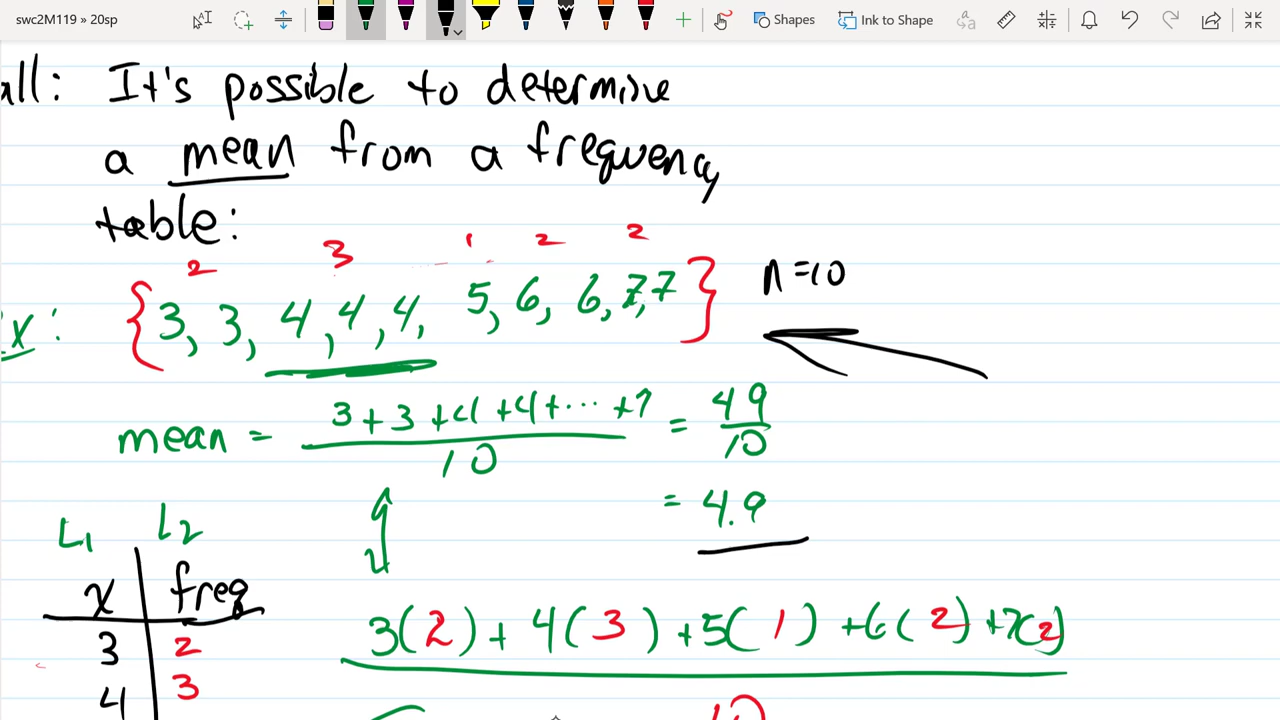 swc2M119 » 20sp
Shapes
Ink to Shape
all: It's possible to determine
a mean from a frequency
table:
2 3 1 2 2
Ex: {3, 3, 4, 4, 4, 5, 6, 6, 7, 7} n=10
mean = 3+3+4+4+...+7 / 10 = 49/10
= 4.9
L1 L2
x freq
3 2
4 3
3(2)+4(3)+5(1)+6(2)+7(2)
10